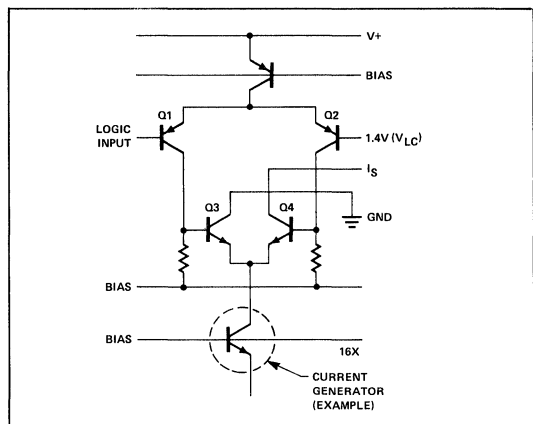 V+
BIAS
Q1
Q2
LOGIC
INPUT
1.4V (VLC)
IS
Q3
Q4
GND
BIAS
BIAS
16X
CURRENT
GENERATOR
(EXAMPLE)